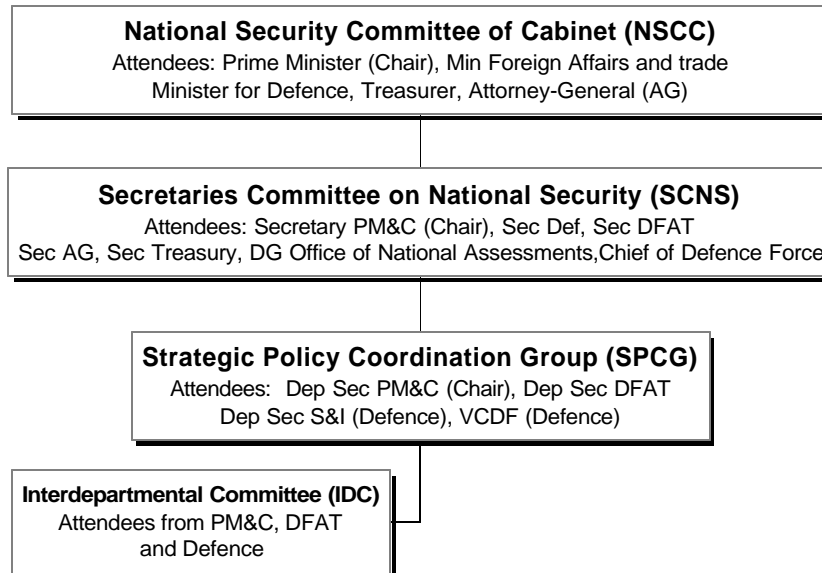 National Security Committee of Cabinet (NSCC)
Attendees: Prime Minister (Chair), Min Foreign Affairs and trade
Minister for Defence, Treasurer, Attorney-General (AG)
Secretaries Committee on National Security (SCNS)
Attendees: Secretary PM&C (Chair), Sec Def, Sec DFAT
Sec AG, Sec Treasury, DG Office of National Assessments,Chief of Defence Force
Strategic Policy Coordination Group (SPCG)
Attendees: Dep Sec PM&C (Chair), Dep Sec DFAT
Dep Sec S&I (Defence), VCDF (Defence)
Interdepartmental Committee (IDC)
Attendees from PM&C, DFAT
and Defence